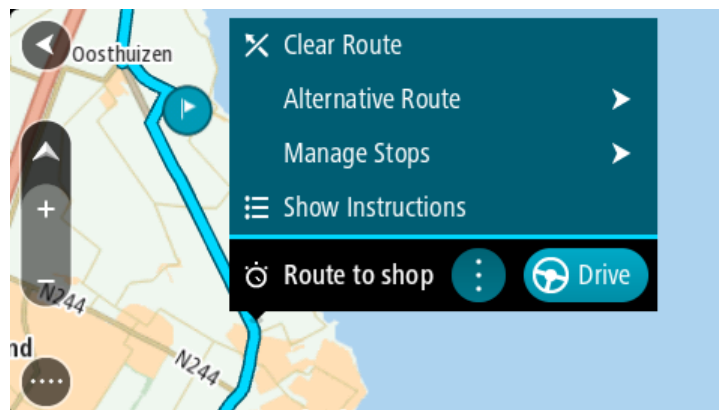 Oosthuizen
Clear Route
Alternative Route
Manage Stops
Show Instructions
Route to shop
Drive
N244
nd
N244